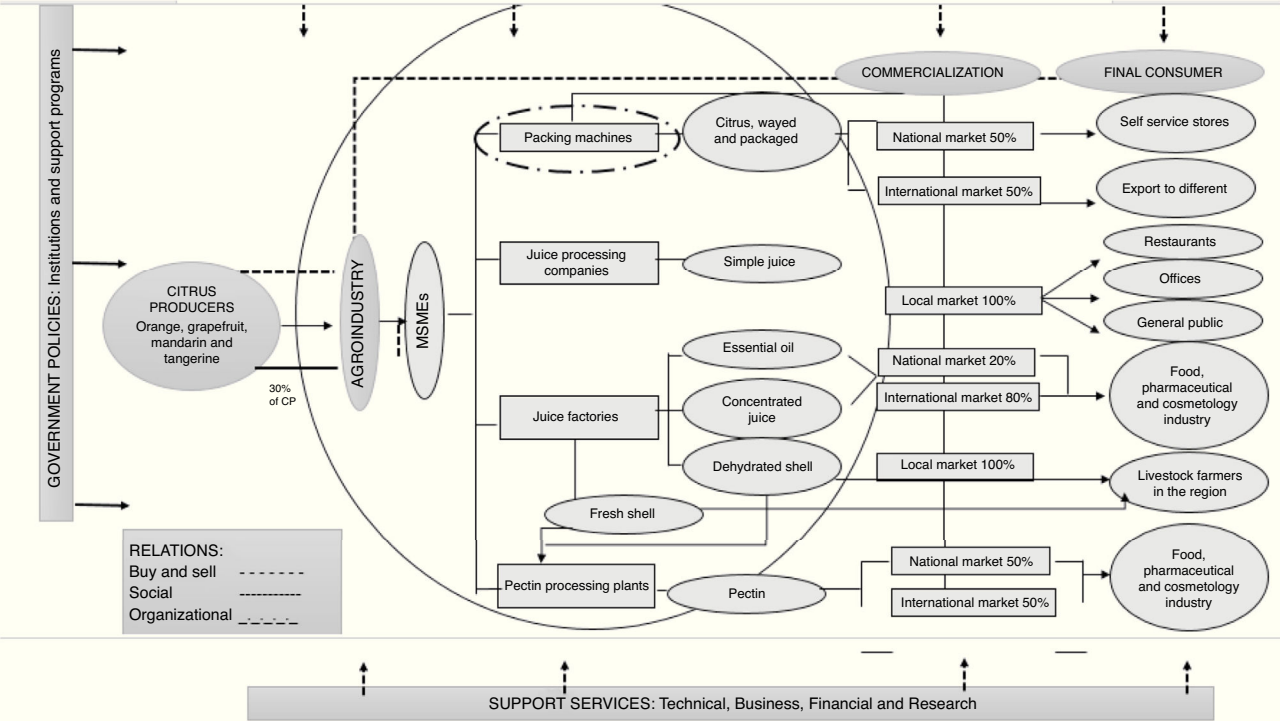 GOVERNMENT POLICIES: Institutions and support programs
CITRUS
PRODUCERS
Orange, grapefruit,
mandarin and
tangerine
30%
of CP
AGROINDUSTRY
MSMEs
Packing machines
Juice processing
companies
Juice factories
Pectin processing plants
Citrus, wayed
and packaged
Simple juice
Essential oil
Concentrated
juice
Dehydrated shell
Fresh shell
Pectin
COMMERCIALIZATION
National market 50%
International market 50%
Local market 100%
National market 20%
International market 80%
Local market 100%
National market 50%
International market 50%
FINAL CONSUMER
Self service stores
Export to different
Restaurants
Offices
General public
Food,
pharmaceutical
and cosmetology
industry
Livestock farmers
in the region
Food,
pharmaceutical
and cosmetology
industry
RELATIONS:
Buy and sell
Social
Organizational
SUPPORT SERVICES: Technical, Business, Financial and Research